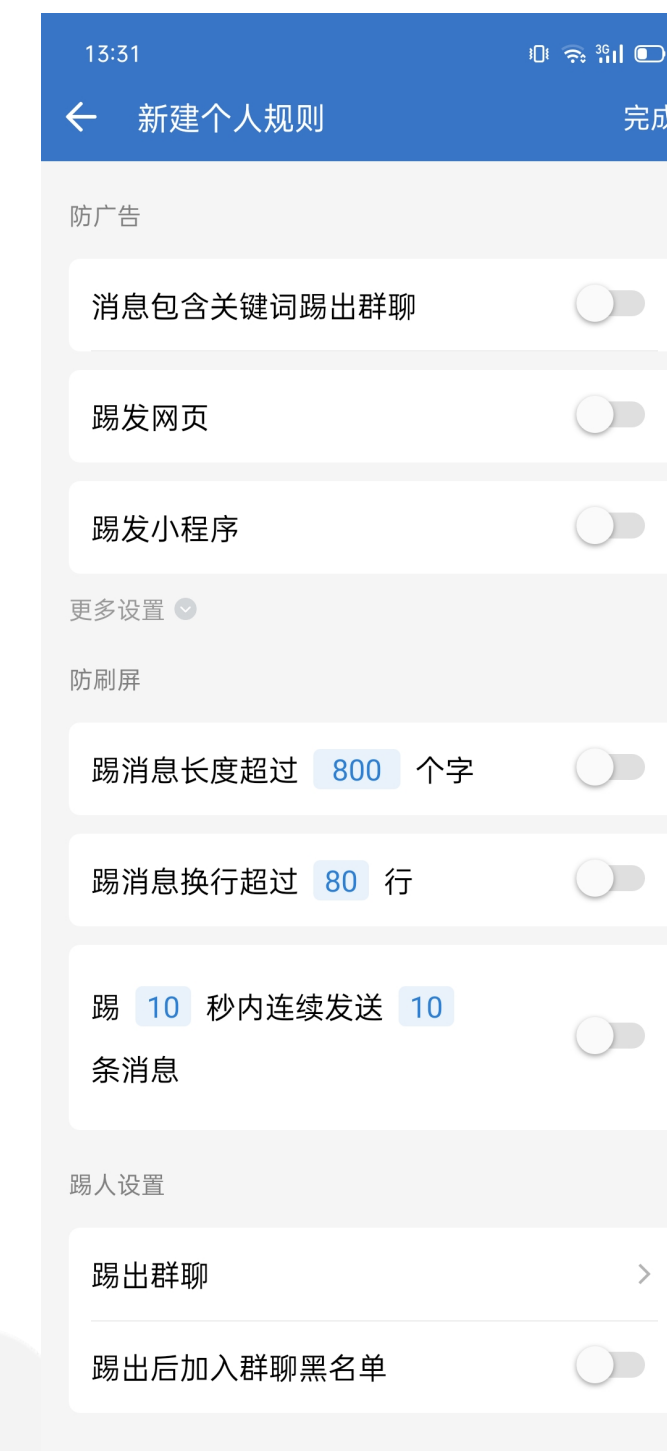 13:31
3G
新建个人规则
完成
防广告
消息包含关键词踢出群聊
踢发网页
踢发小程序
更多设置
防刷屏
踢消息长度超过 800 个字
踢消息换行超过 80 行
踢 10 秒内连续发送 10
条消息
踢人设置
踢出群聊
踢出后加入群聊黑名单